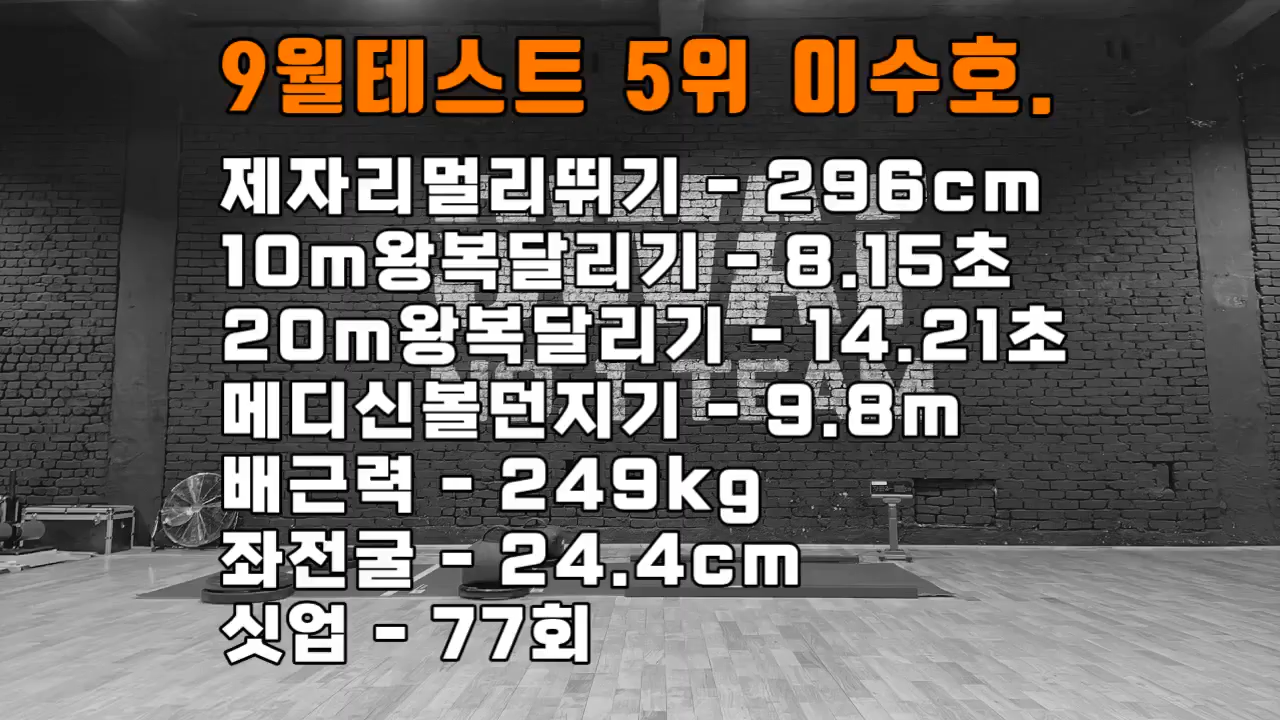 9월테스트 5위 이수호.
제자리멀리뛰기 - 296cm
10m왕복달리기 - 8.15초
20m왕복달리기 - 14.21초
메디신볼던지기 - 9.8m
배근력 - 249kg
좌전굴 - 24.4cm
싯업 - 77회
NO.1 TEAM